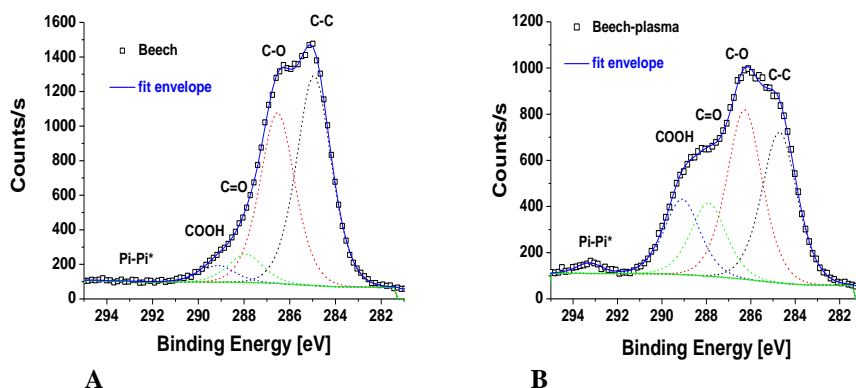 1600
1400
1200
1000
800
600
400
200
0
Counts/s
Beech
fit envelope
C-C
C-O
C=O
COOH
Pi-Pi*
294 292 290 288 286 284 282
Binding Energy [eV]
A
1200
1000
800
600
400
200
0
Counts/s
Beech-plasma
fit envelope
C-O
C-C
C=O
COOH
Pi-Pi*
294 292 290 288 286 284 282
Binding Energy [eV]
B